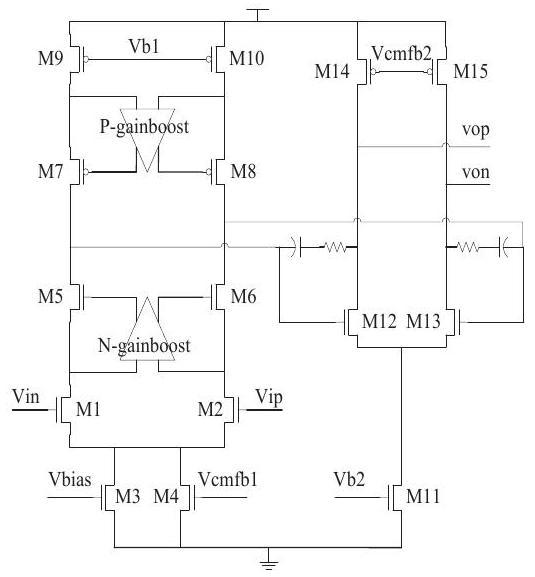 M9 Vb1 M10
M14 Vcmfb2 M15
P-gainboost
vop
M7 M8
von
M5 M6
M12 M13
N-gainboost
Vin M1 M2 Vip
Vbias M3 M4 Vcmfb1 Vb2 M11